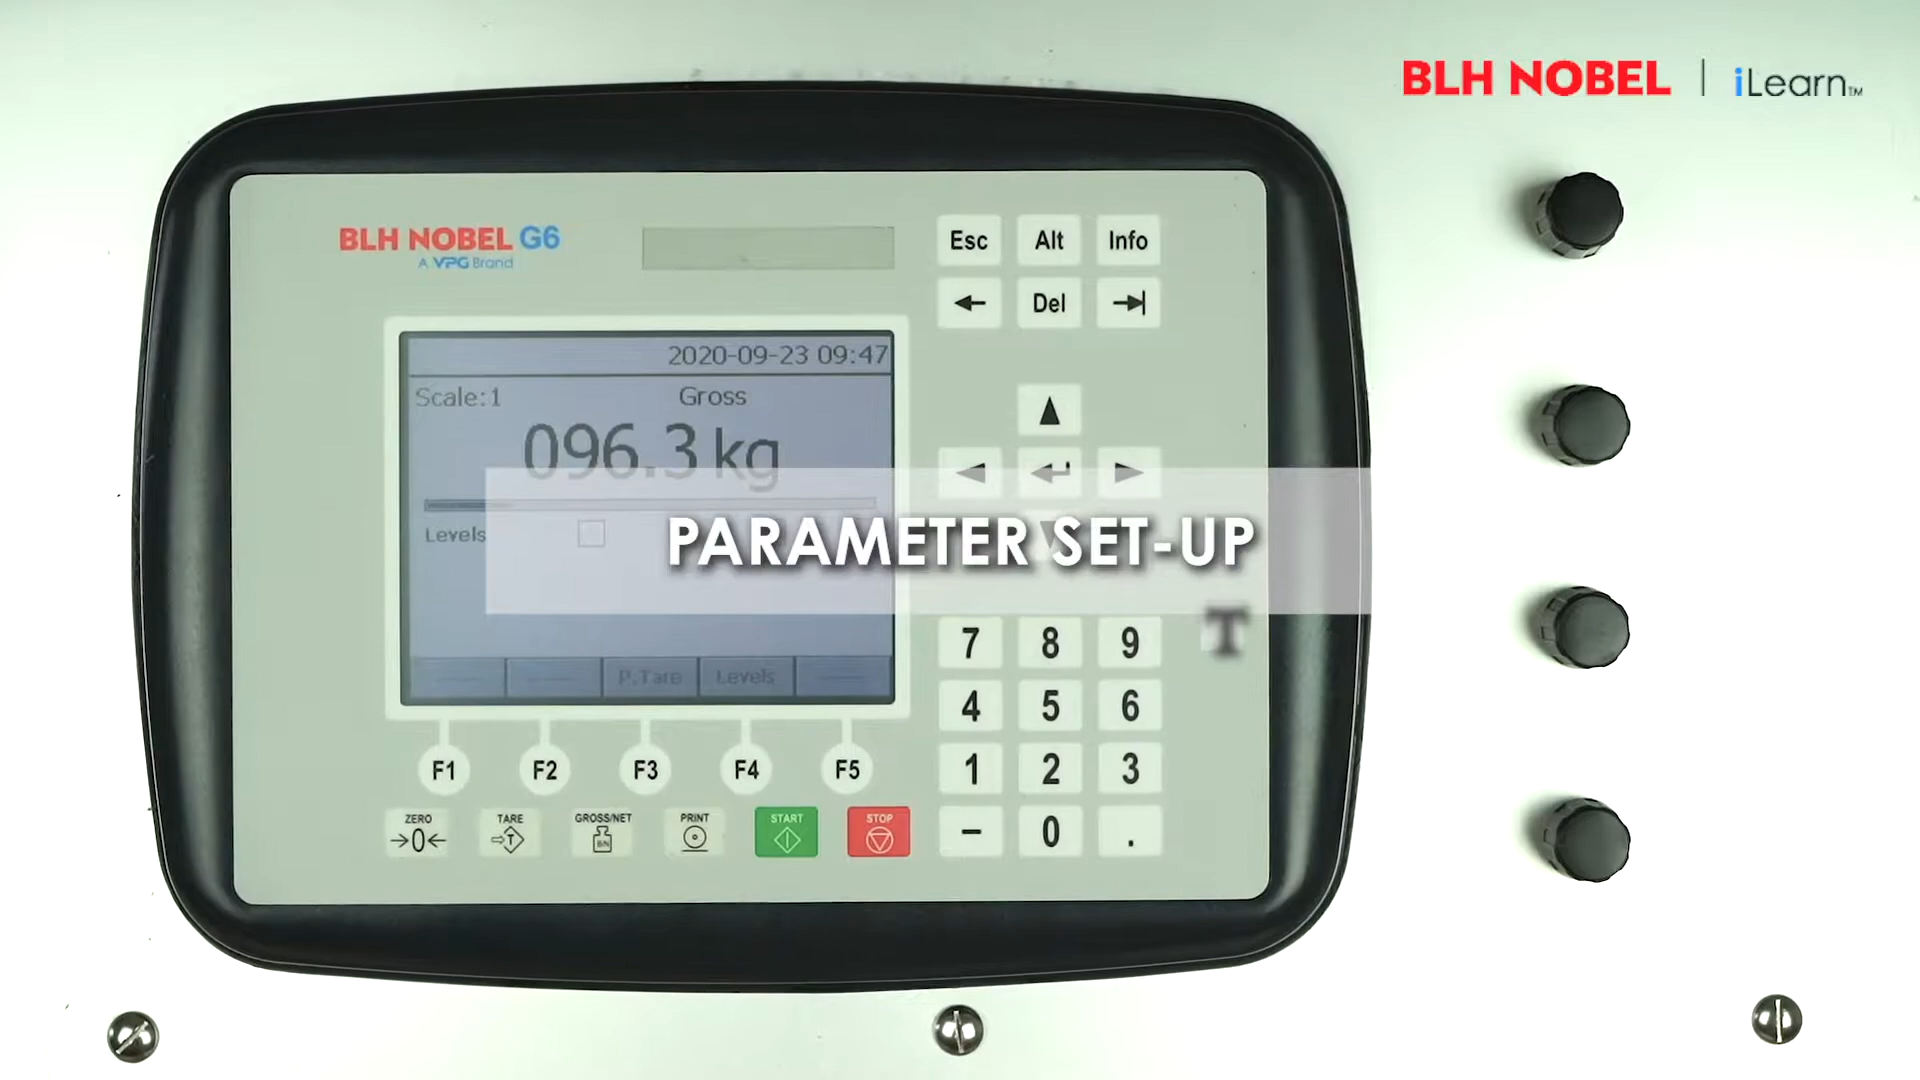 BLH NOBEL | iLearn™
BLH NOBEL G6
A VPG Brand
Esc Alt Info
Del
2020-09-23 09:47
Scale:1 Gross
096.3 kg
Levels
PARAMETER SET-UP
T
P.Tare Levels
7 8 9
4 5 6
1 2 3
- 0 .
F1 F2 F3 F4 F5
ZERO TARE GROSS/NET PRINT START STOP
→0← T B/N